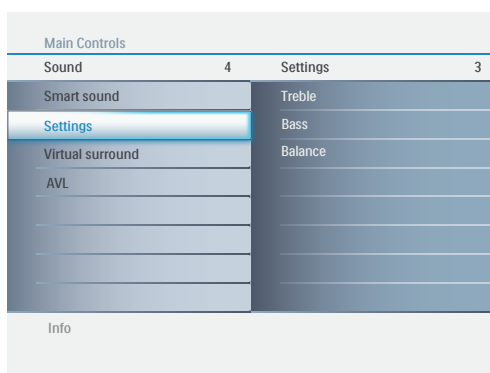 Main Controls
Sound 4 Settings 3
Smart sound Treble
Settings Bass
Virtual surround Balance
AVL
Info